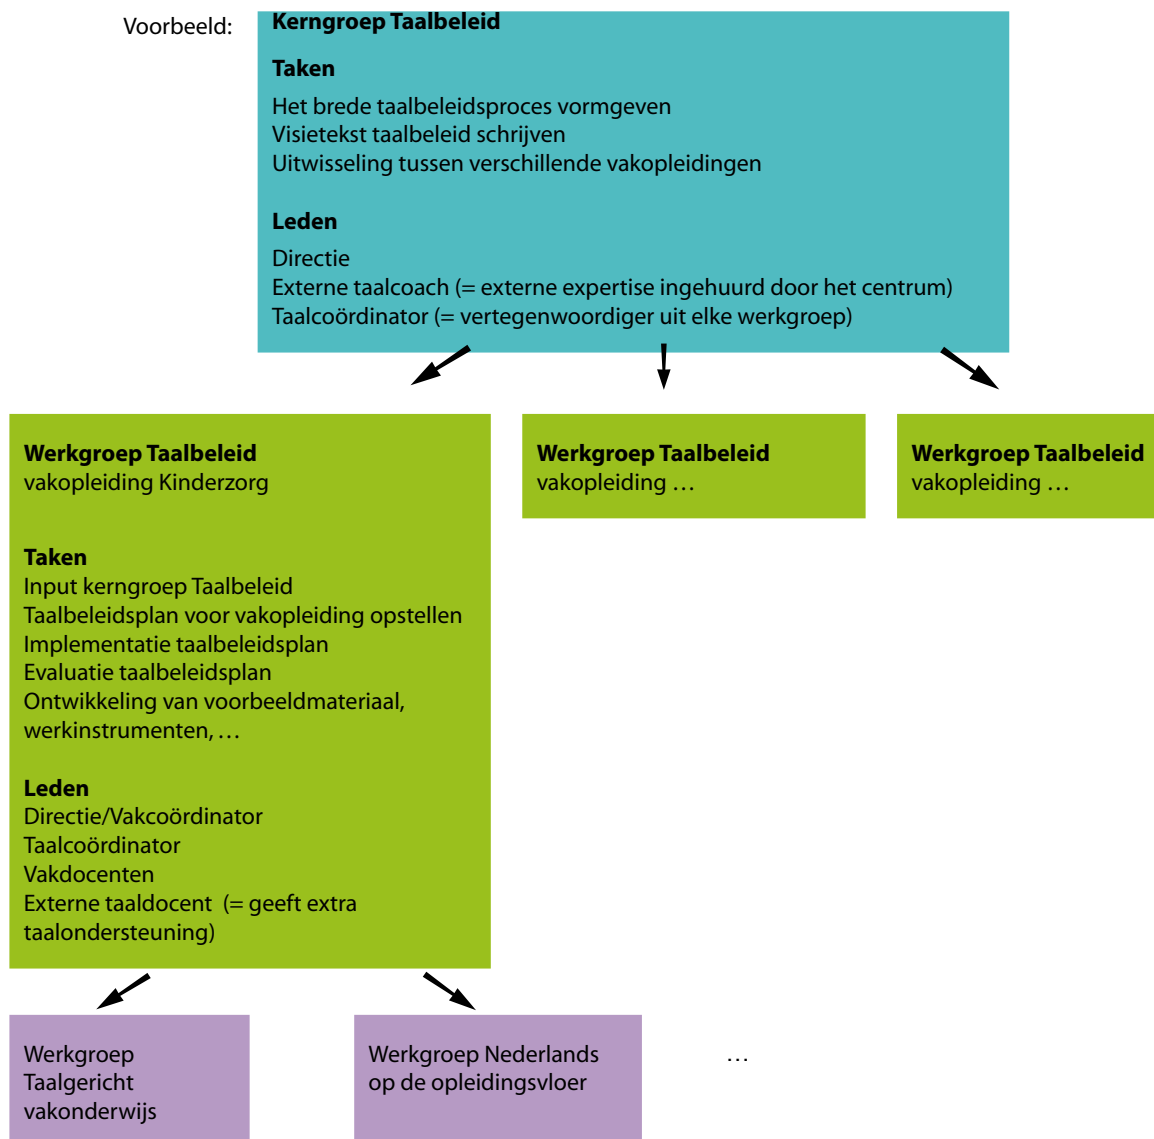 Voorbeeld:
Kerngroep Taalbeleid
Taken
Het brede taalbeleidsproces vormgeven
Visietekst taalbeleid schrijven
Uitwisseling tussen verschillende vakopleidingen
Leden
Directie
Externe taalcoach (= externe expertise ingehuurd door het centrum)
Taalcoördinator (= vertegenwoordiger uit elke werkgroep)
Werkgroep Taalbeleid
vakopleiding Kinderzorg
Taken
Input kerngroep Taalbeleid
Taalbeleidsplan voor vakopleiding opstellen
Implementatie taalbeleidsplan
Evaluatie taalbeleidsplan
Ontwikkeling van voorbeeldmateriaal,
werkinstrumenten, …
Leden
Directie/Vakcoördinator
Taalcoördinator
Vakdocenten
Externe taaldocent (= geeft extra
taalondersteuning)
Werkgroep Taalbeleid
vakopleiding …
Werkgroep Taalbeleid
vakopleiding …
Werkgroep
Taalgericht
vakonderwijs
Werkgroep Nederlands
op de opleidingsvloer
…